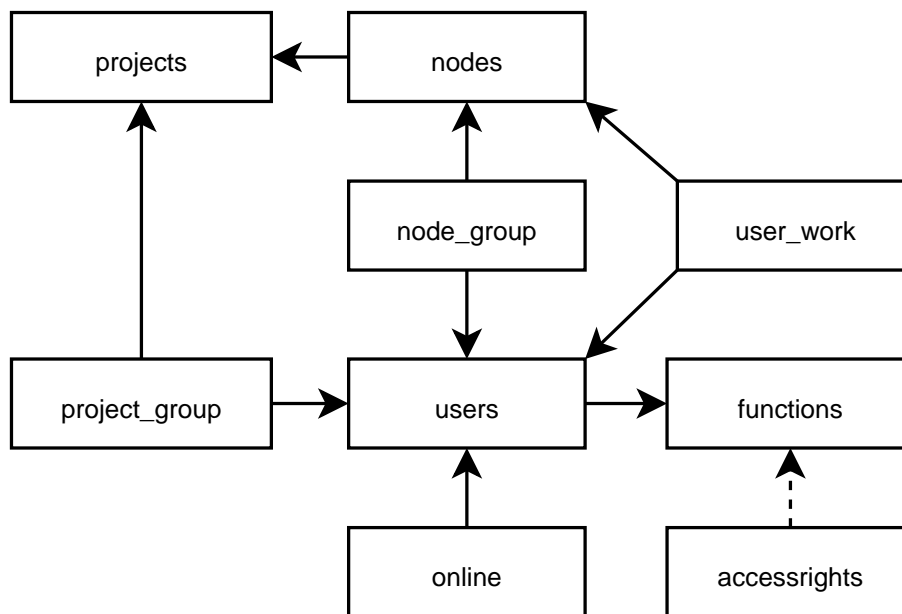 projects
nodes
node_group
user_work
project_group
users
functions
online
accessrights